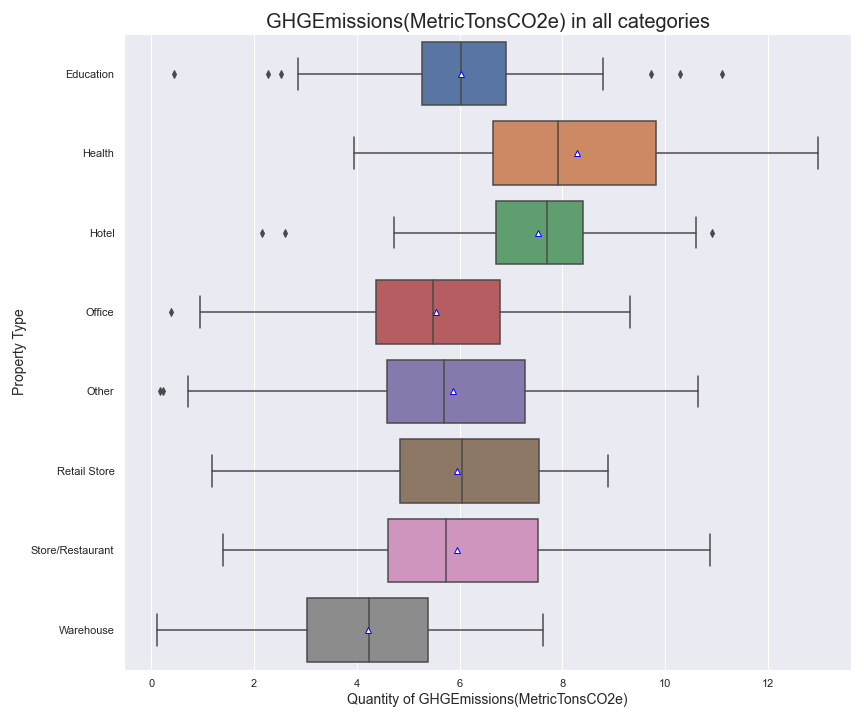 GHGEmissions(MetricTonsCO2e) in all categories
Education
Health
Hotel
Office
Other
Retail Store
Store/Restaurant
Warehouse
Property Type
0 2 4 6 8 10 12
Quantity of GHGEmissions(MetricTonsCO2e)